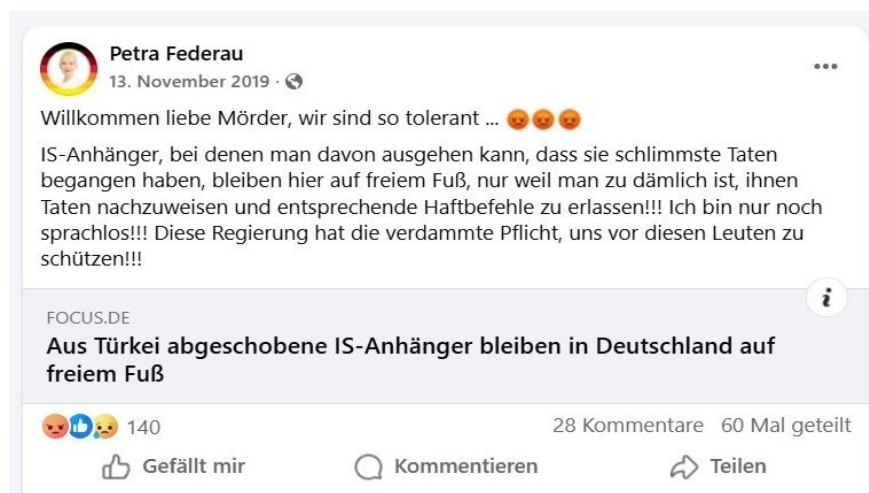 Petra Federau
13. November 2019 ·
Willkommen liebe Mörder, wir sind so tolerant ... 😡😡😡
IS-Anhänger, bei denen man davon ausgehen kann, dass sie schlimmste Taten
begangen haben, bleiben hier auf freiem Fuß, nur weil man zu dämlich ist, ihnen
Taten nachzuweisen und entsprechende Haftbefehle zu erlassen!!! Ich bin nur noch
sprachlos!!! Diese Regierung hat die verdammte Pflicht, uns vor diesen Leuten zu
schützen!!!
FOCUS.DE
Aus Türkei abgeschobene IS-Anhänger bleiben in Deutschland auf
freiem Fuß
140
28 Kommentare 60 Mal geteilt
Gefällt mir Kommentieren Teilen